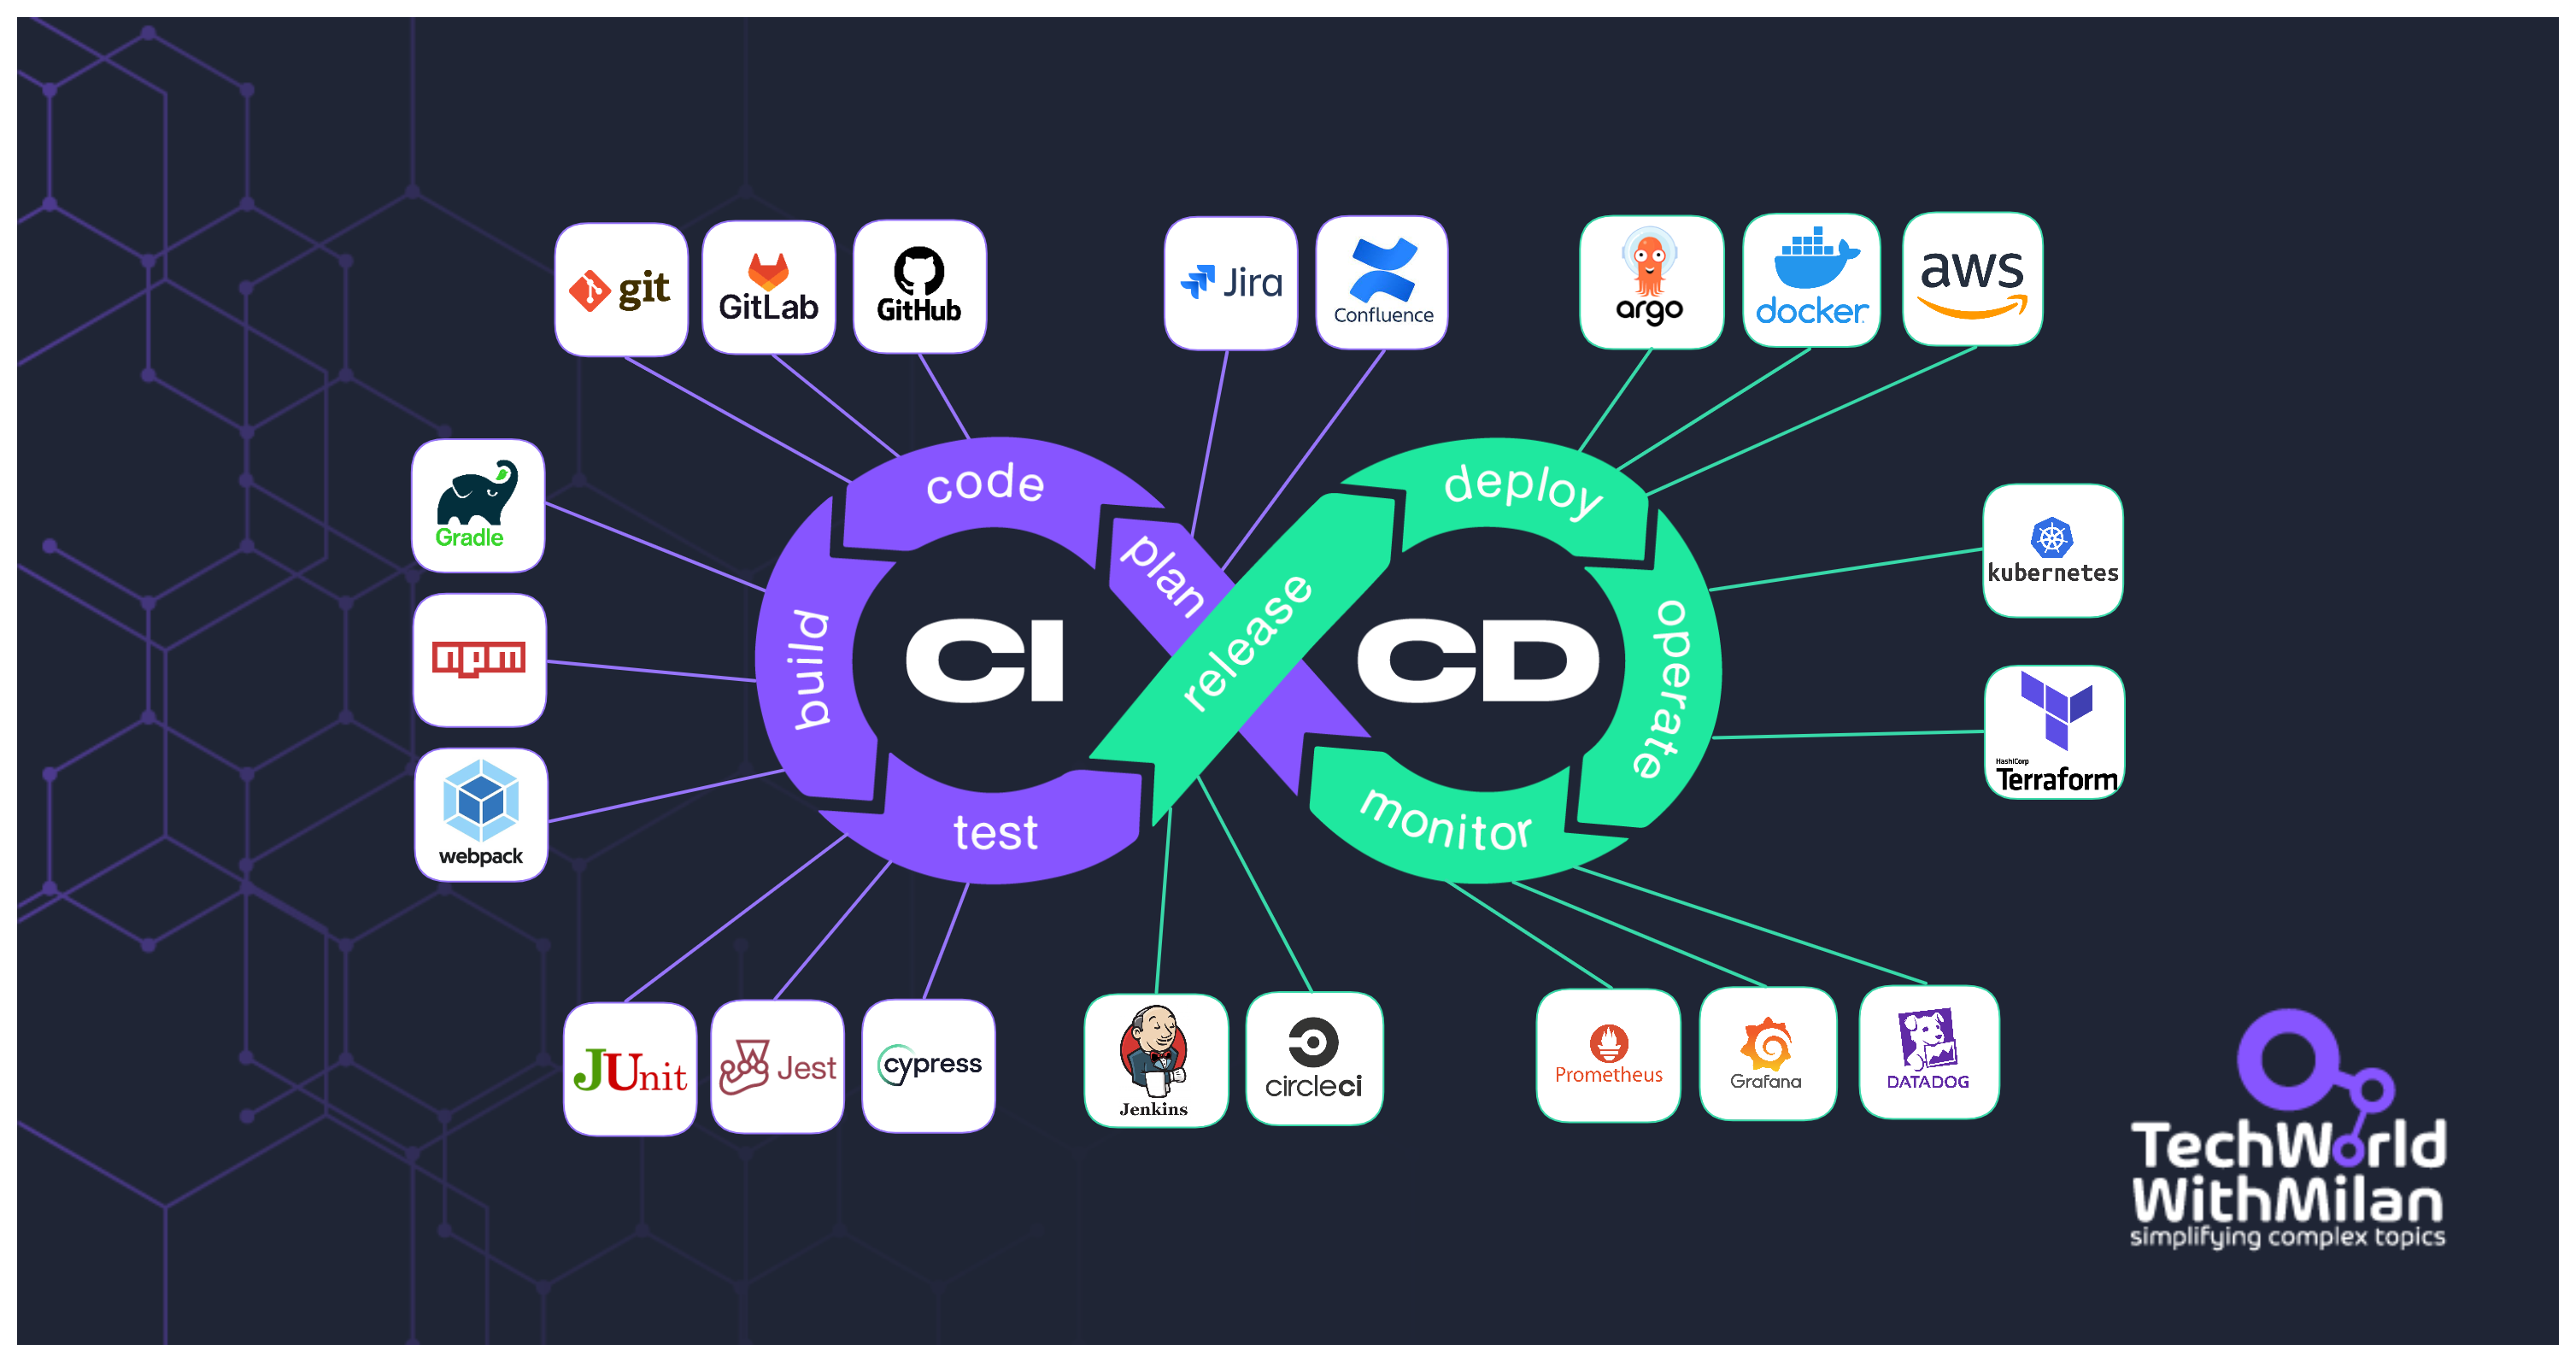 git
GitLab
GitHub
Jira
Confluence
argo
docker
aws
Gradle
npm
webpack
code
plan
build
test
CI
release
CD
deploy
operate
monitor
kubernetes
HashiCorp
Terraform
JUnit
Jest
cypress
Jenkins
circleci
Prometheus
Grafana
DATADOG
TechWorld
WithMilan
simplifying complex topics